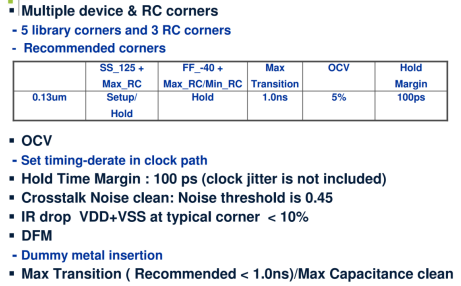 ▪ Multiple device & RC corners
- 5 library corners and 3 RC corners
- Recommended corners
SS_125 + Max_RC | FF_-40 + Max_RC/Min_RC | Max Transition | OCV | Hold Margin
0.13um | Setup/ Hold | Hold | 1.0ns | 5% | 100ps
▪ OCV
- Set timing-derate in clock path
▪ Hold Time Margin : 100 ps (clock jitter is not included)
▪ Crosstalk Noise clean: Noise threshold is 0.45
▪ IR drop VDD+VSS at typical corner < 10%
▪ DFM
- Dummy metal insertion
▪ Max Transition ( Recommended < 1.0ns)/Max Capacitance clean